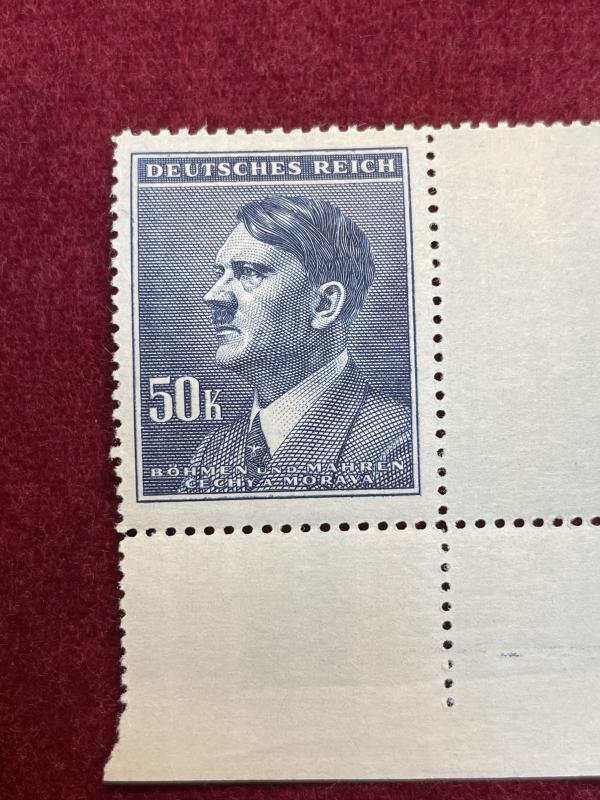 DEUTSCHES REICH
50K
BÖHMEN UND MÄHREN
ČECHY A MORAVA